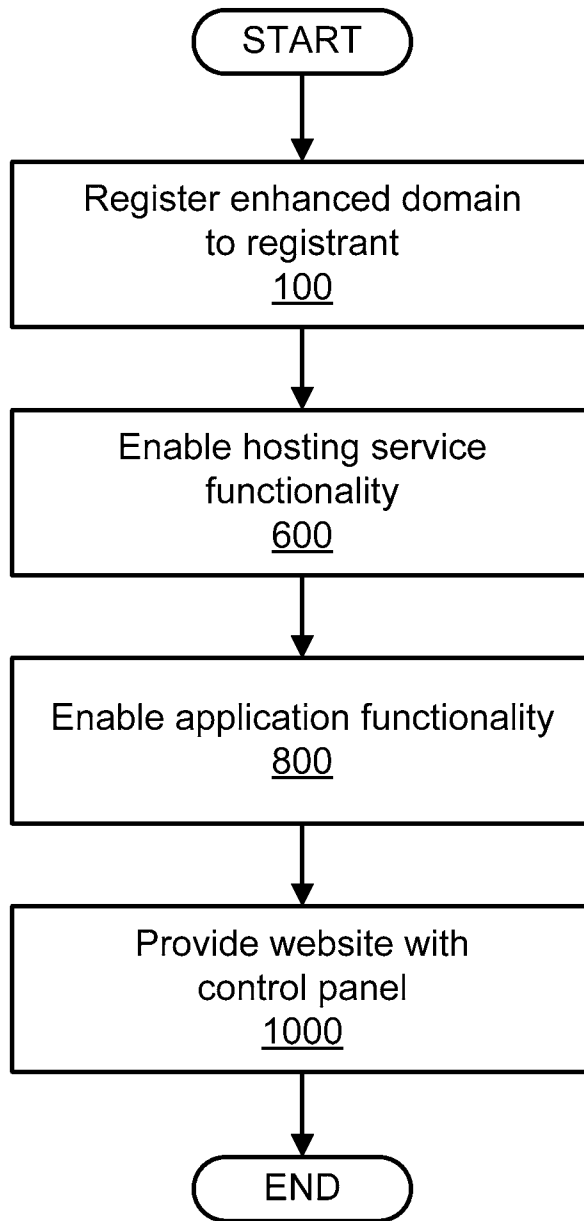 START
Register enhanced domain
to registrant
100
Enable hosting service
functionality
600
Enable application functionality
800
Provide website with
control panel
1000
END